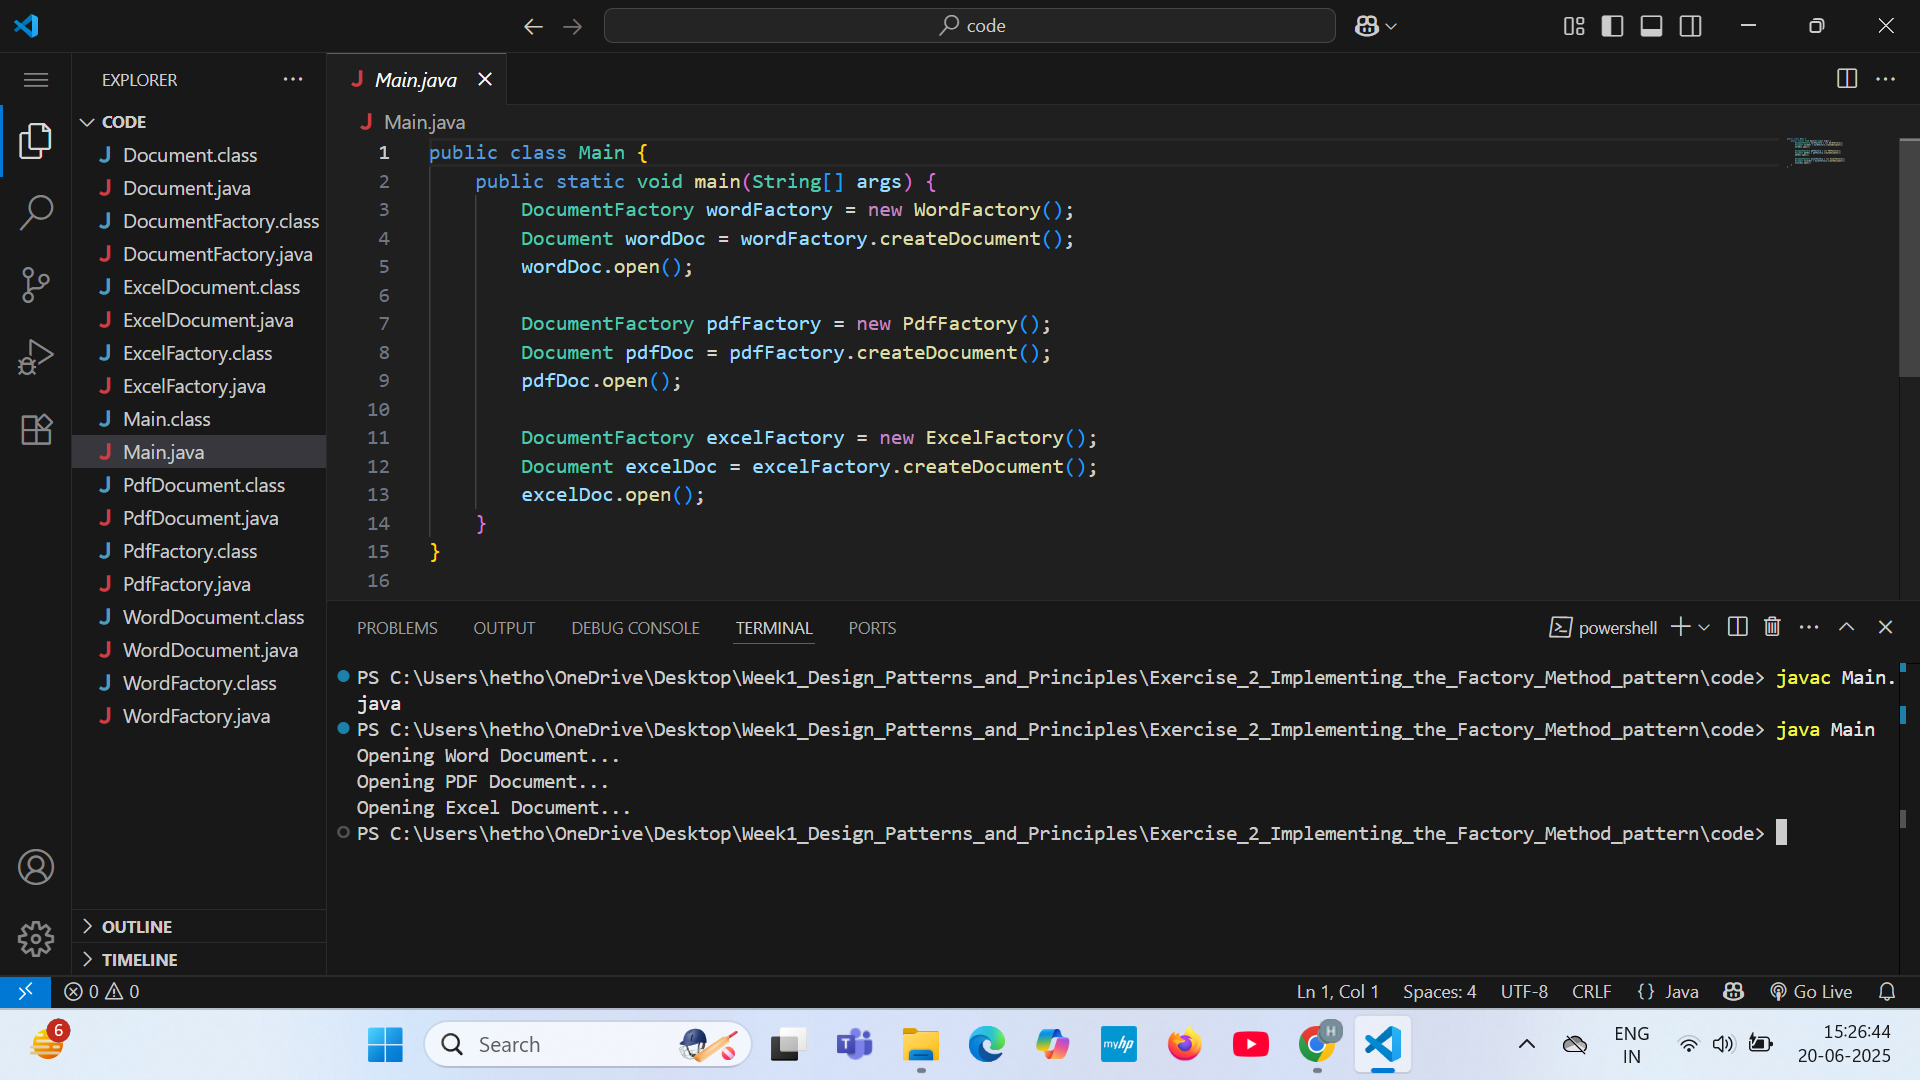 code
EXPLORER
Main.java
CODE
Document.class
Document.java
DocumentFactory.class
DocumentFactory.java
ExcelDocument.class
ExcelDocument.java
ExcelFactory.class
ExcelFactory.java
Main.class
Main.java
PdfDocument.class
PdfDocument.java
PdfFactory.class
PdfFactory.java
WordDocument.class
WordDocument.java
WordFactory.class
WordFactory.java
OUTLINE
TIMELINE
Main.java
1 public class Main {
2 public static void main(String[] args) {
3 DocumentFactory wordFactory = new WordFactory();
4 Document wordDoc = wordFactory.createDocument();
5 wordDoc.open();
6
7 DocumentFactory pdfFactory = new PdfFactory();
8 Document pdfDoc = pdfFactory.createDocument();
9 pdfDoc.open();
10
11 DocumentFactory excelFactory = new ExcelFactory();
12 Document excelDoc = excelFactory.createDocument();
13 excelDoc.open();
14 }
15 }
16
PROBLEMS OUTPUT DEBUG CONSOLE TERMINAL PORTS powershell
PS C:\Users\hetho\OneDrive\Desktop\Week1_Design_Patterns_and_Principles\Exercise_2_Implementing_the_Factory_Method_pattern\code> javac Main.
java
PS C:\Users\hetho\OneDrive\Desktop\Week1_Design_Patterns_and_Principles\Exercise_2_Implementing_the_Factory_Method_pattern\code> java Main
Opening Word Document...
Opening PDF Document...
Opening Excel Document...
PS C:\Users\hetho\OneDrive\Desktop\Week1_Design_Patterns_and_Principles\Exercise_2_Implementing_the_Factory_Method_pattern\code>
0 0 Ln 1, Col 1 Spaces: 4 UTF-8 CRLF {} Java Go Live
6
Search
myhp
H
ENG
IN
15:26:44
20-06-2025